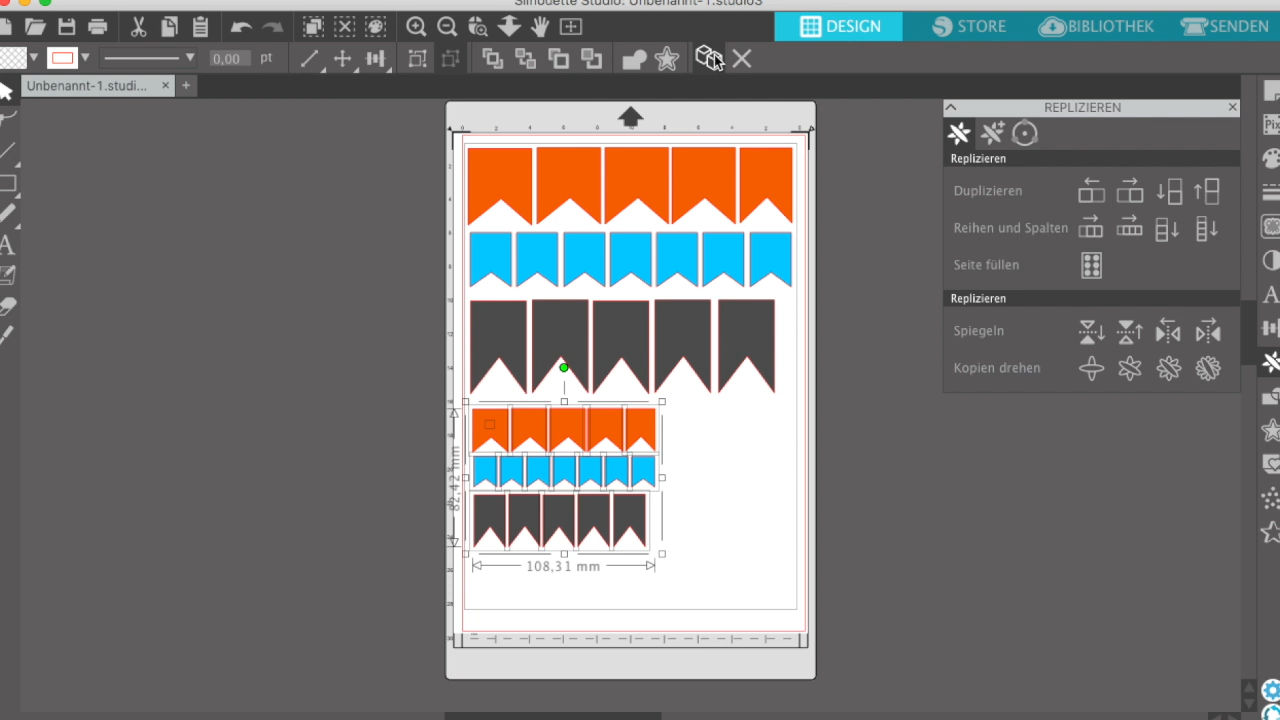 Silhouette Studio: Unbenannt-1.studio3
DESIGN
STORE
BIBLIOTHEK
SENDEN
0,00 pt
Unbenannt-1.studi... × +
REPLIZIEREN
Replizieren
Duplizieren
Reihen und Spalten
Seite füllen
Replizieren
Spiegeln
Kopien drehen
82,42 mm
108,31 mm
Pix